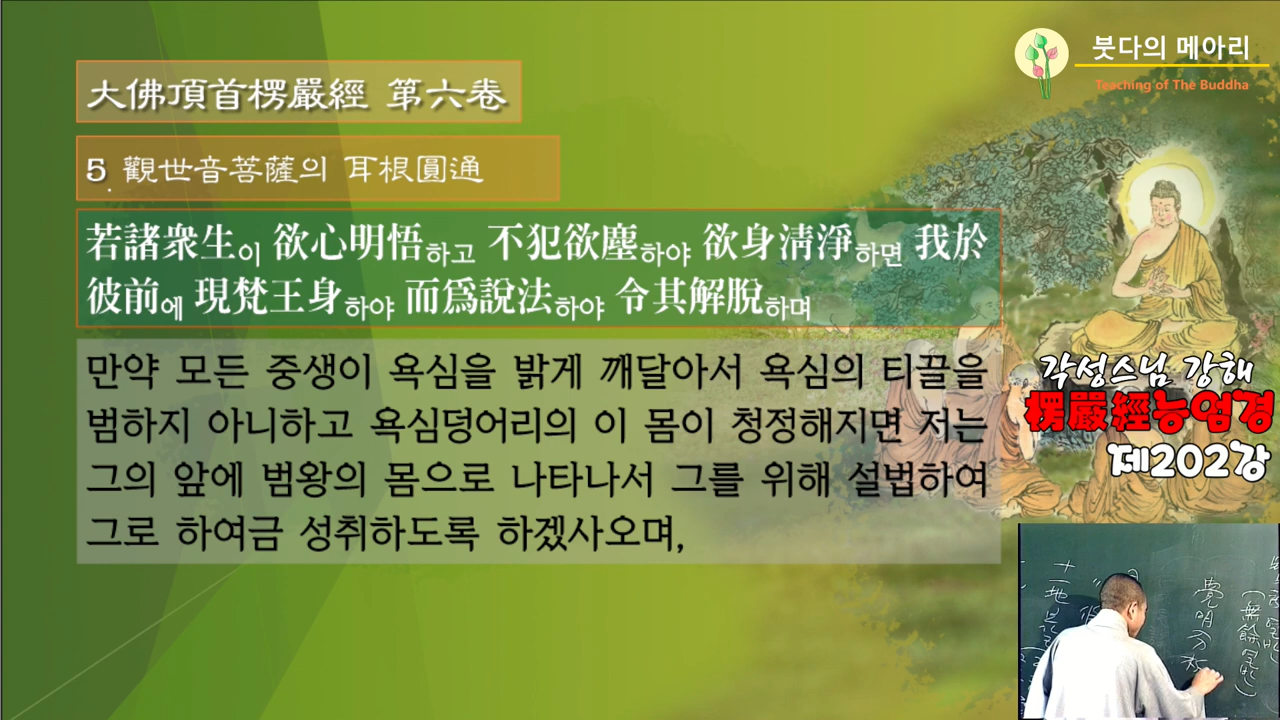 大佛頂首楞嚴經 第六卷
붓다의 메아리
Teaching of The Buddha
5. 觀世音菩薩의 耳根圓通
若諸衆生이 欲心明悟하고 不犯欲塵하야 欲身淸淨하면 我於
彼前에 現梵王身하야 而爲說法하야 令其解脫하며
만약 모든 중생이 욕심을 밝게 깨달아서 욕심의 티끌을
범하지 아니하고 욕심덩어리의 이 몸이 청정해지면 저는
그의 앞에 범왕의 몸으로 나타나서 그를 위해 설법하여
그로 하여금 성취하도록 하겠사오며,
각성스님 강해
楞嚴經능엄경
제202강
十二地
覺明
(無餘